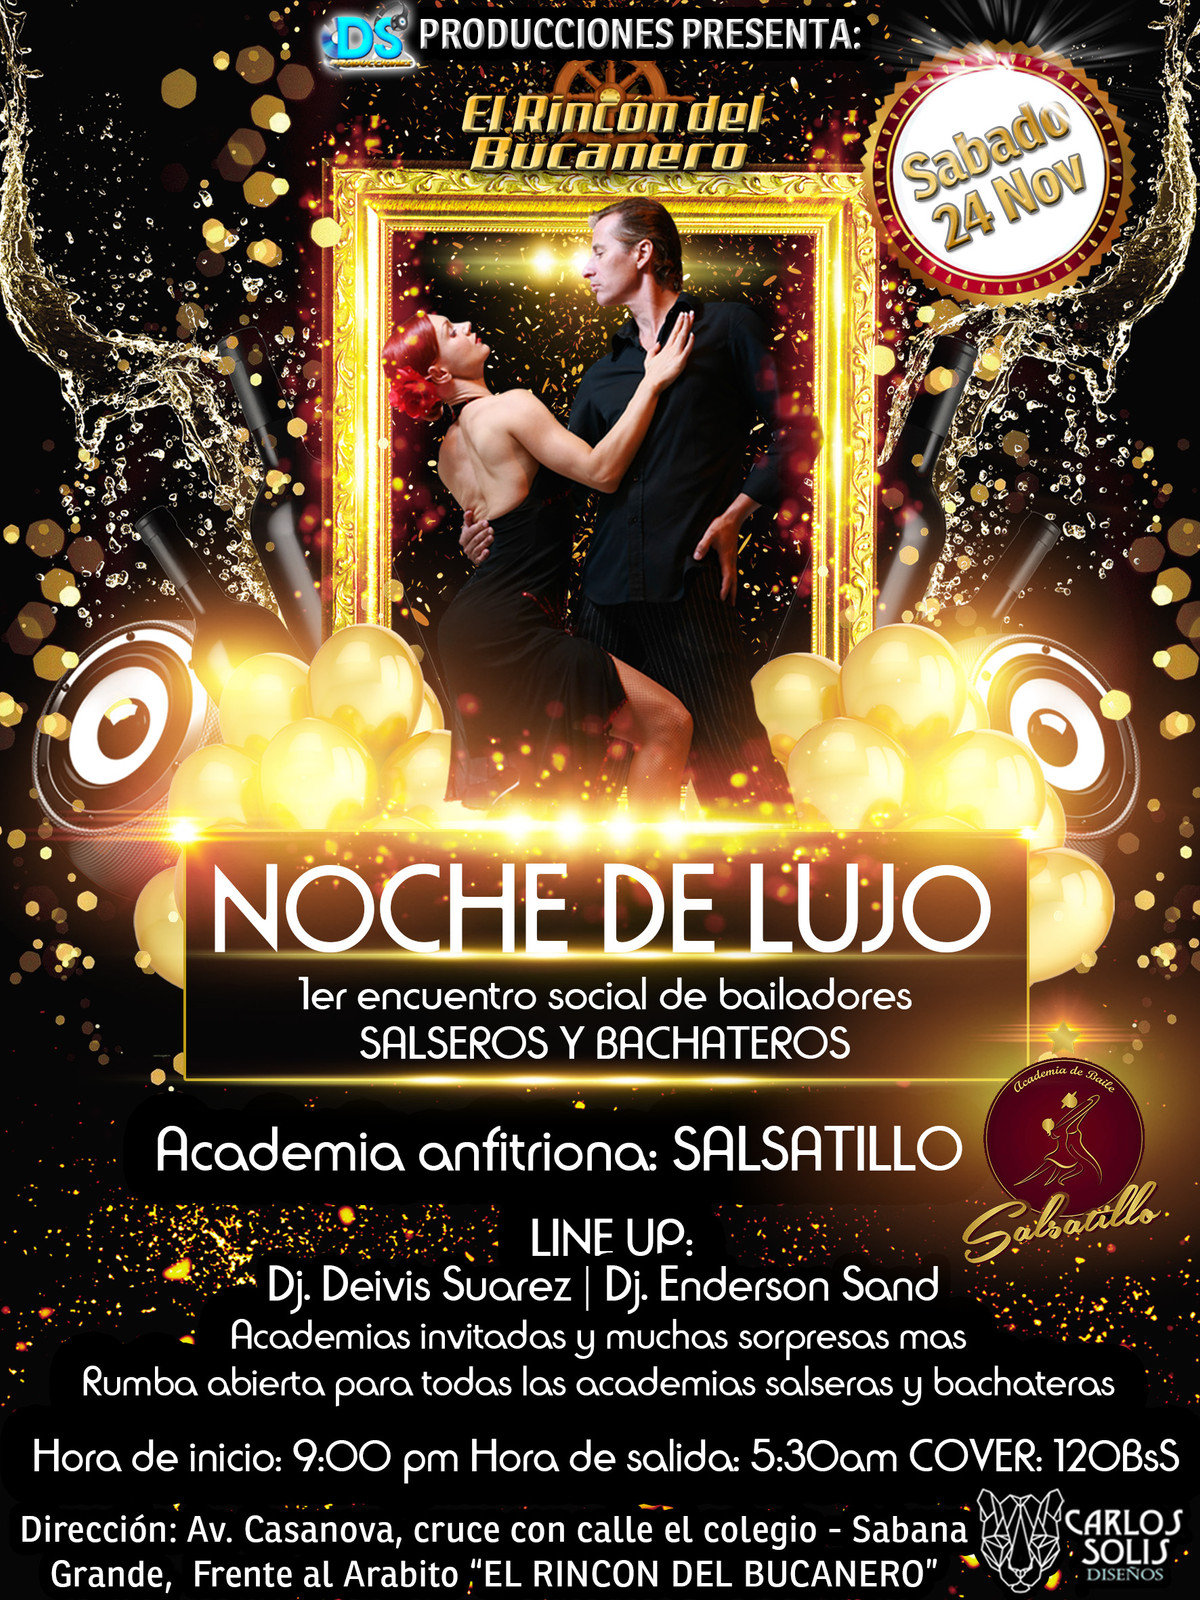 DS PRODUCCIONES PRESENTA:
PRODUCCIONES
El Rincón del
Bucanero
Sabado
24 Nov
NOCHE DE LUJO
1er encuentro social de bailadores
SALSEROS Y BACHATEROS
Academia anfitriona: SALSATILLO
Academia de Baile
Salsatillo
LINE UP:
Dj. Deivis Suarez | Dj. Enderson Sand
Academias invitadas y muchas sorpresas mas
Rumba abierta para todas las academias salseras y bachateras
Hora de inicio: 9:00 pm Hora de salida: 5:30am COVER: 120BsS
Dirección: Av. Casanova, cruce con calle el colegio - Sabana
Grande, Frente al Arabito “EL RINCON DEL BUCANERO”
CARLOS
SOLIS
DISEÑOS